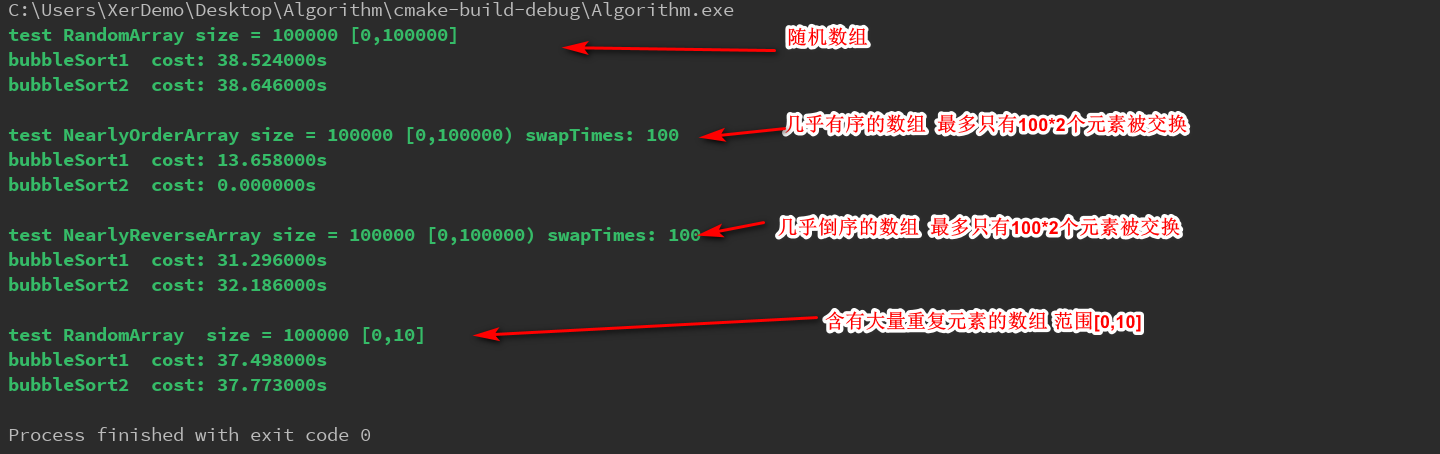 C:\Users\XerDemo\Desktop\Algorithm\cmake-build-debug\Algorithm.exe
test RandomArray size = 100000 [0,100000]
随机数组
bubbleSort1  cost: 38.524000s
bubbleSort2  cost: 38.646000s
test NearlyOrderArray size = 100000 [0,100000) swapTimes: 100
几乎有序的数组 最多只有100*2个元素被交换
bubbleSort1  cost: 13.658000s
bubbleSort2  cost: 0.000000s
test NearlyReverseArray size = 100000 [0,100000) swapTimes: 100
几乎倒序的数组 最多只有100*2个元素被交换
bubbleSort1  cost: 31.296000s
bubbleSort2  cost: 32.186000s
test RandomArray  size = 100000 [0,10]
含有大量重复元素的数组 范围[0,10]
bubbleSort1  cost: 37.498000s
bubbleSort2  cost: 37.773000s
Process finished with exit code 0